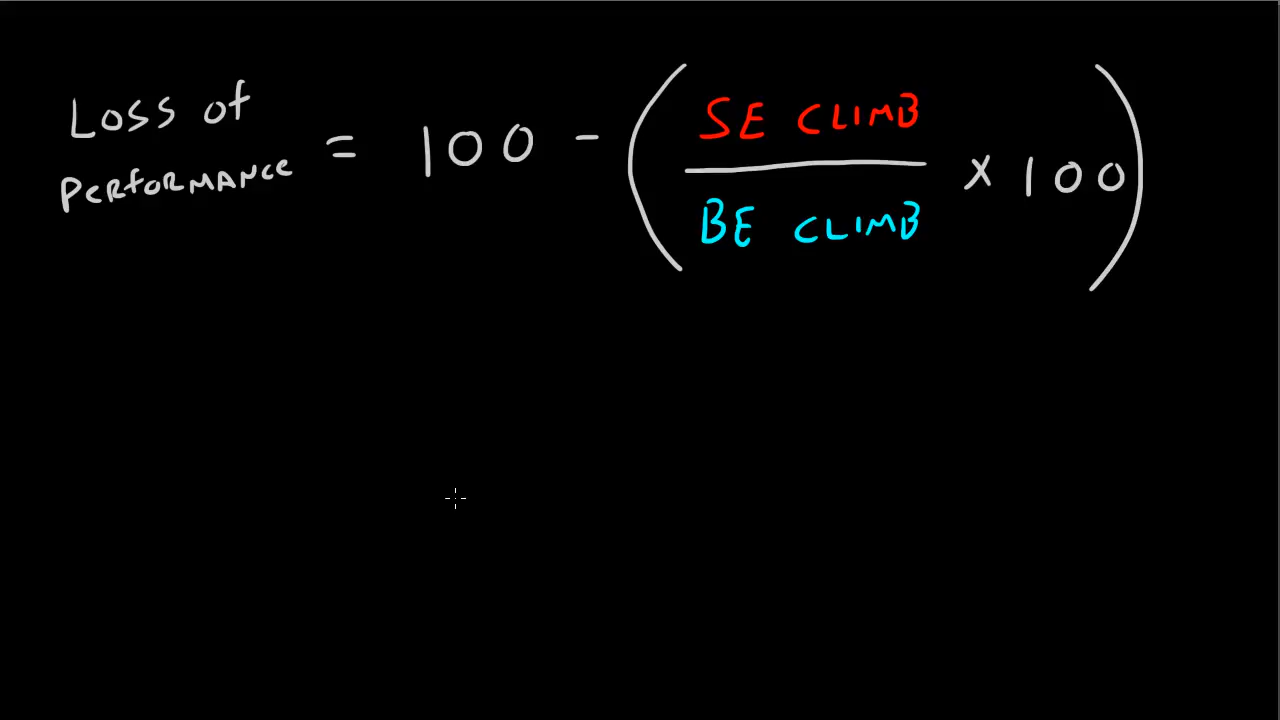 Loss of
PERFORMANCE = 100 - ( SE CLIMB
BE CLIMB x 100 )